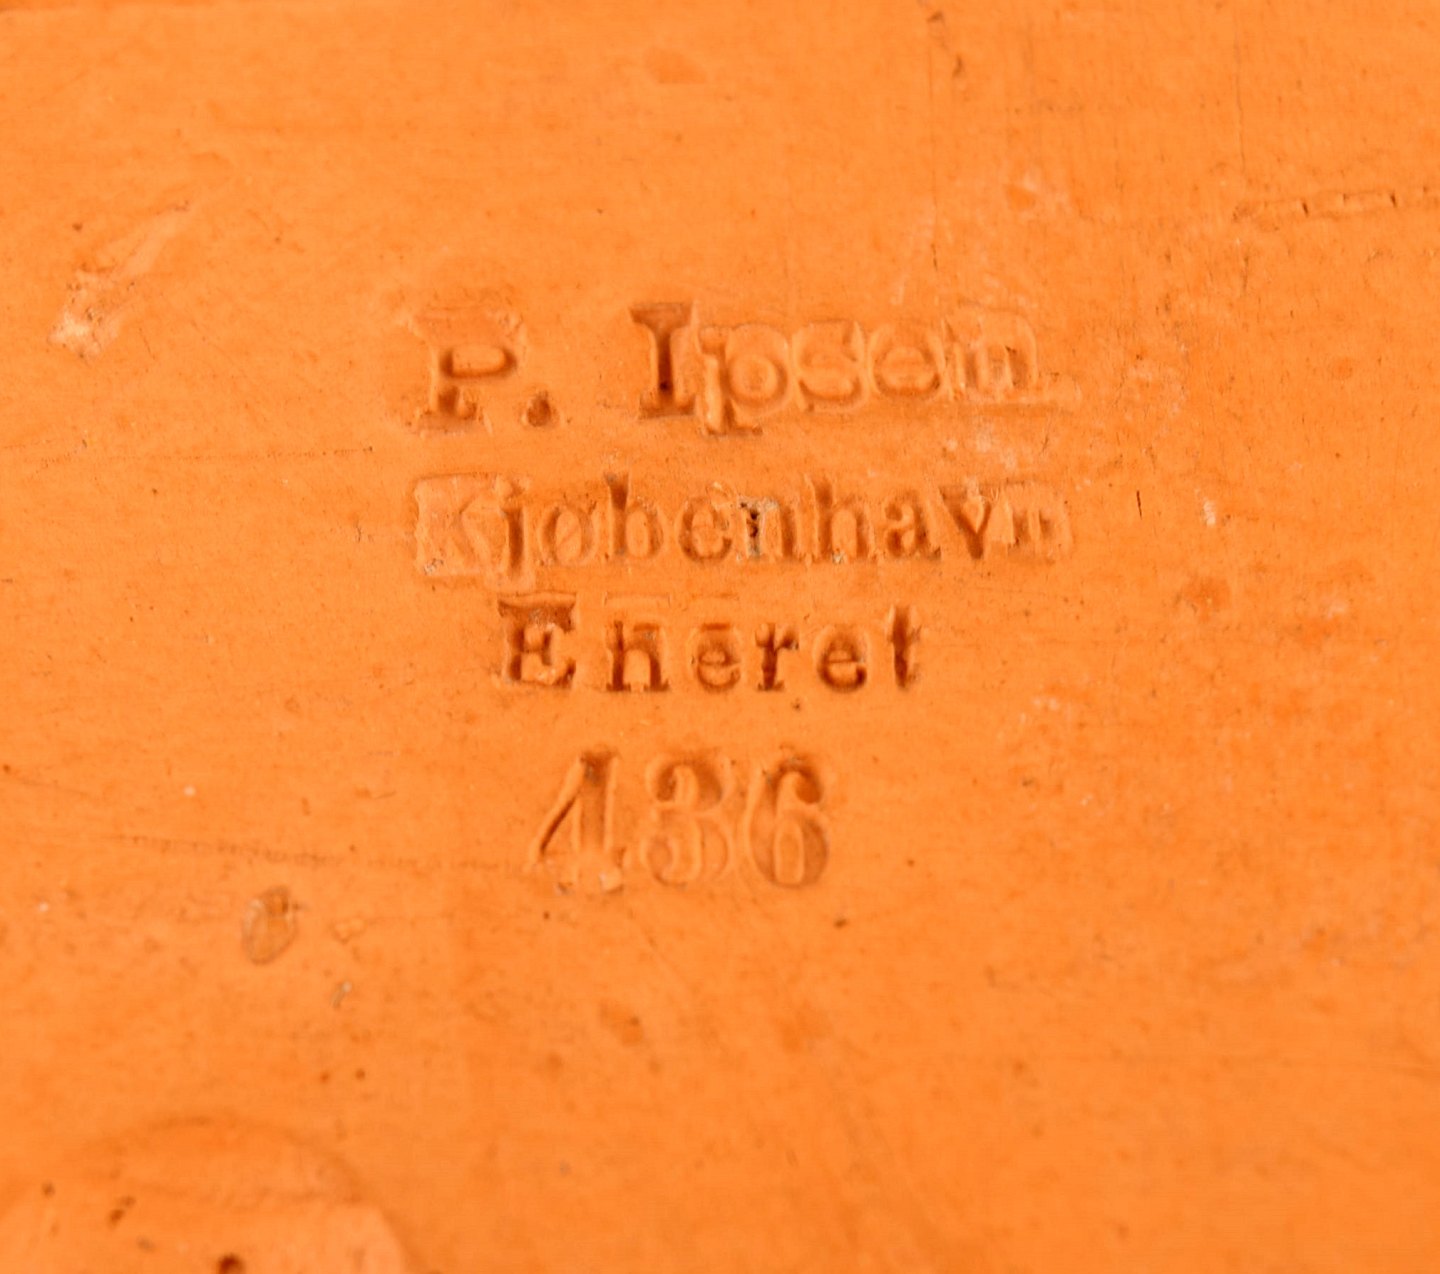 P. Ipsen
Kjøbenhavn
Eneret
436